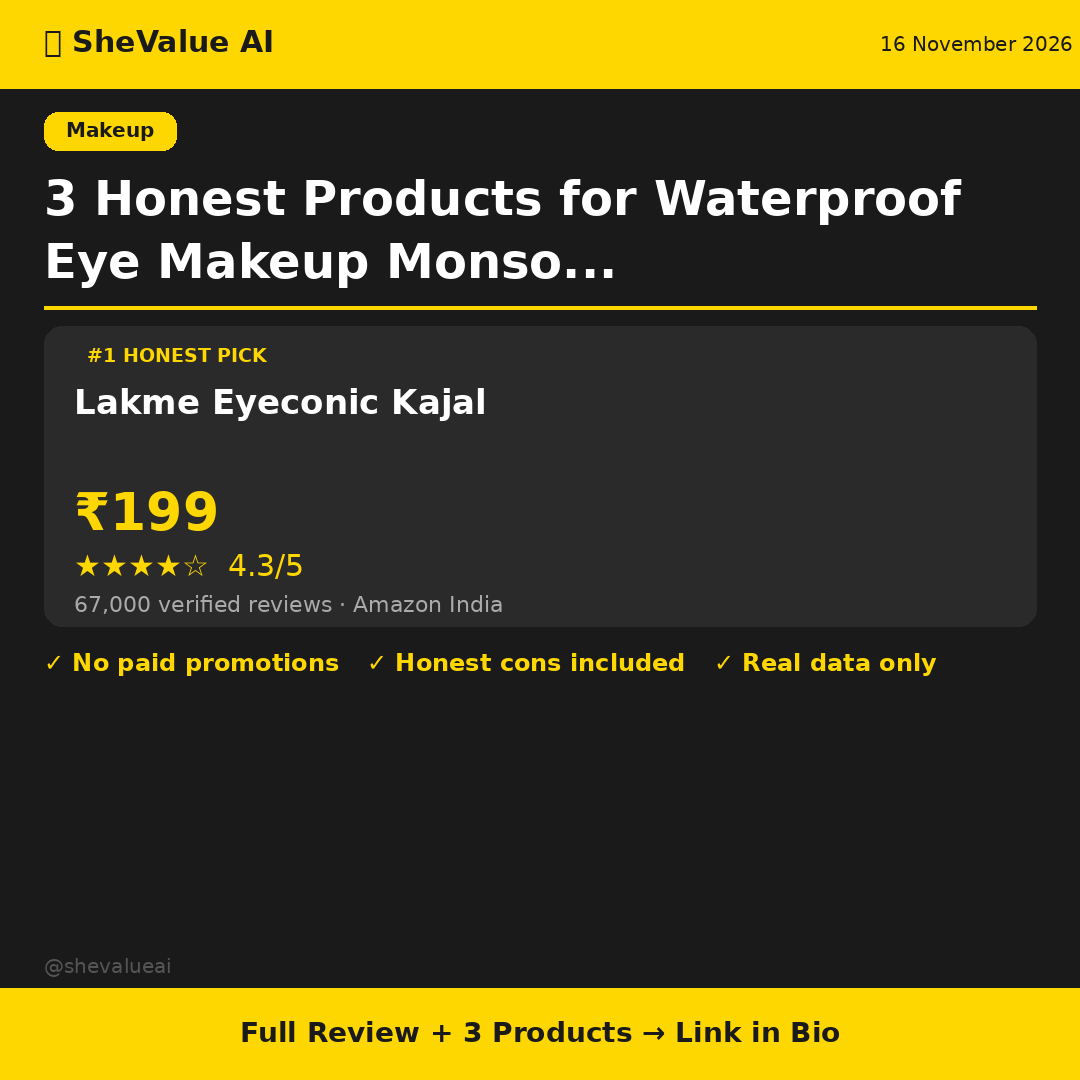 SheValue AI
16 November 2026
Makeup
3 Honest Products for Waterproof
Eye Makeup Monso...
#1 HONEST PICK
Lakme Eyeconic Kajal
₹199
★★★★☆ 4.3/5
67,000 verified reviews · Amazon India
✓ No paid promotions ✓ Honest cons included ✓ Real data only
@shevalueai
Full Review + 3 Products → Link in Bio